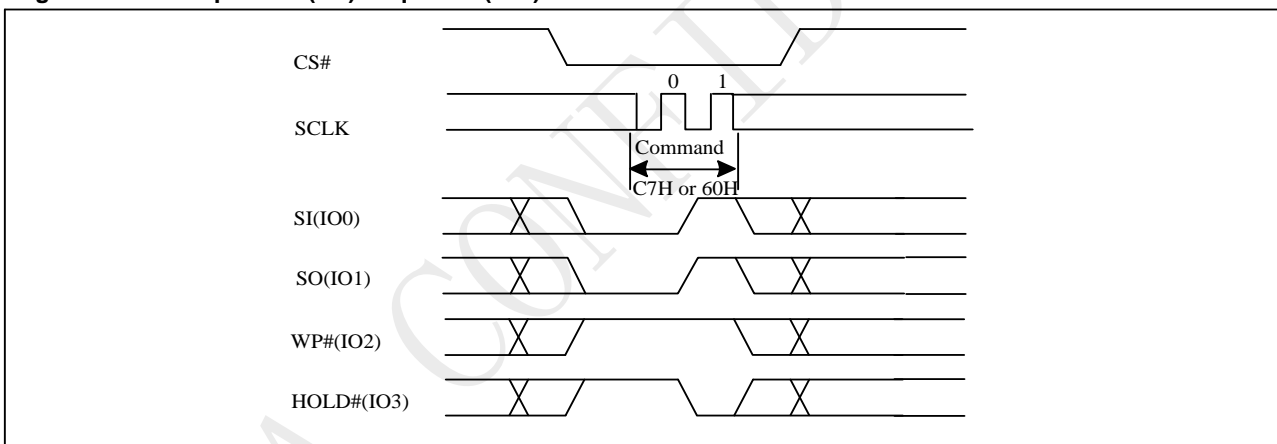 CS#
0 1
SCLK
Command
C7H or 60H
SI(IO0)
SO(IO1)
WP#(IO2)
HOLD#(IO3)